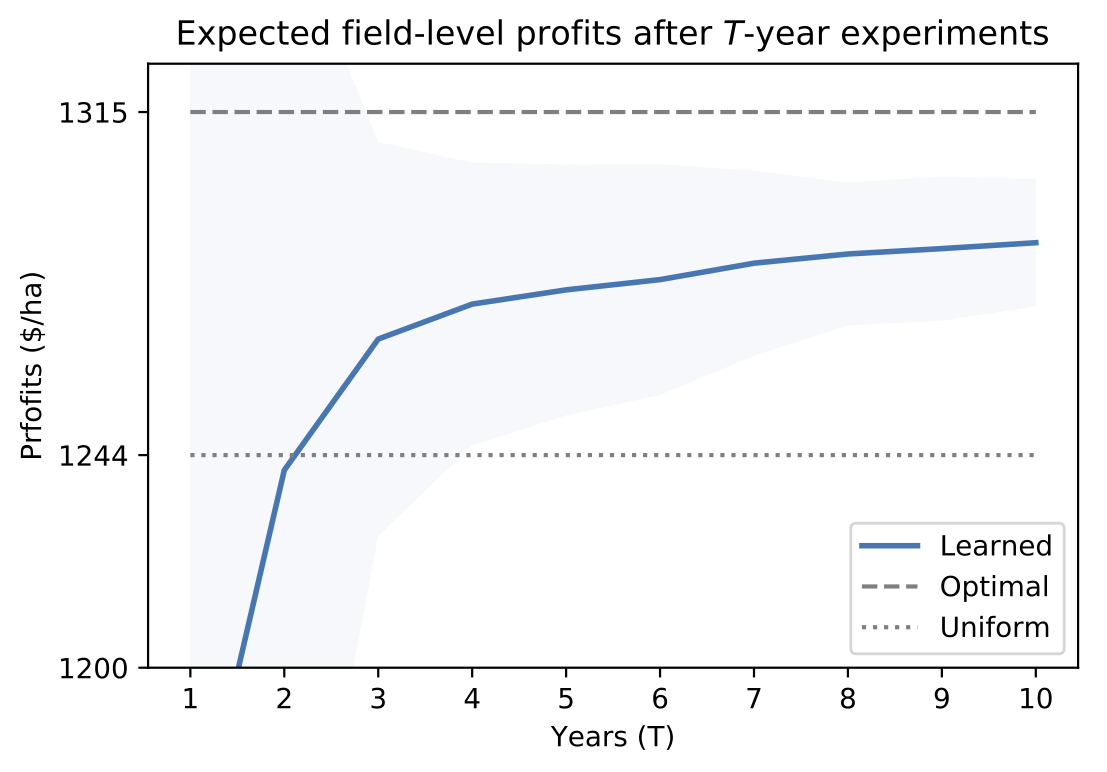 Expected field-level profits after T-year experiments
Prfofits ($/ha)
1315
1244
1200
Learned
Optimal
Uniform
1 2 3 4 5 6 7 8 9 10
Years (T)